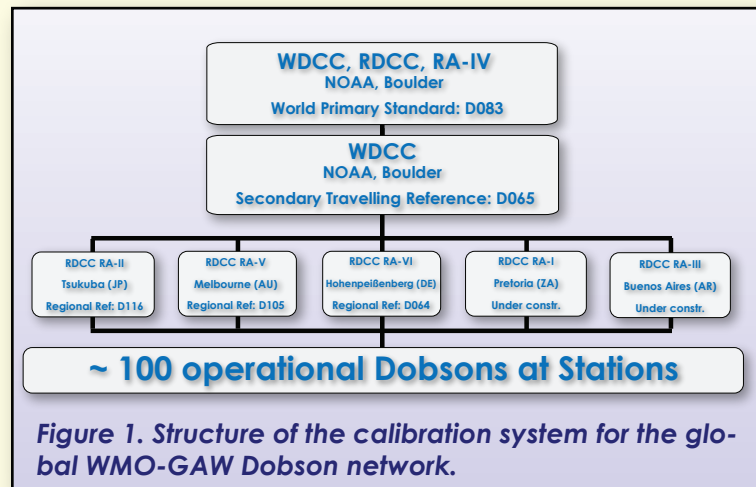 WDCC, RDCC, RA-IV
NOAA, Boulder
World Primary Standard: D083
WDCC
NOAA, Boulder
Secondary Travelling Reference: D065
RDCC RA-II
Tsukuba (JP)
Regional Ref: D116
RDCC RA-V
Melbourne (AU)
Regional Ref: D105
RDCC RA-VI
Hohenpeißenberg (DE)
Regional Ref: D064
RDCC RA-I
Pretoria (ZA)
Under constr.
RDCC RA-III
Buenos Aires (AR)
Under constr.
~ 100 operational Dobsons at Stations
Figure 1. Structure of the calibration system for the glo-
bal WMO-GAW Dobson network.